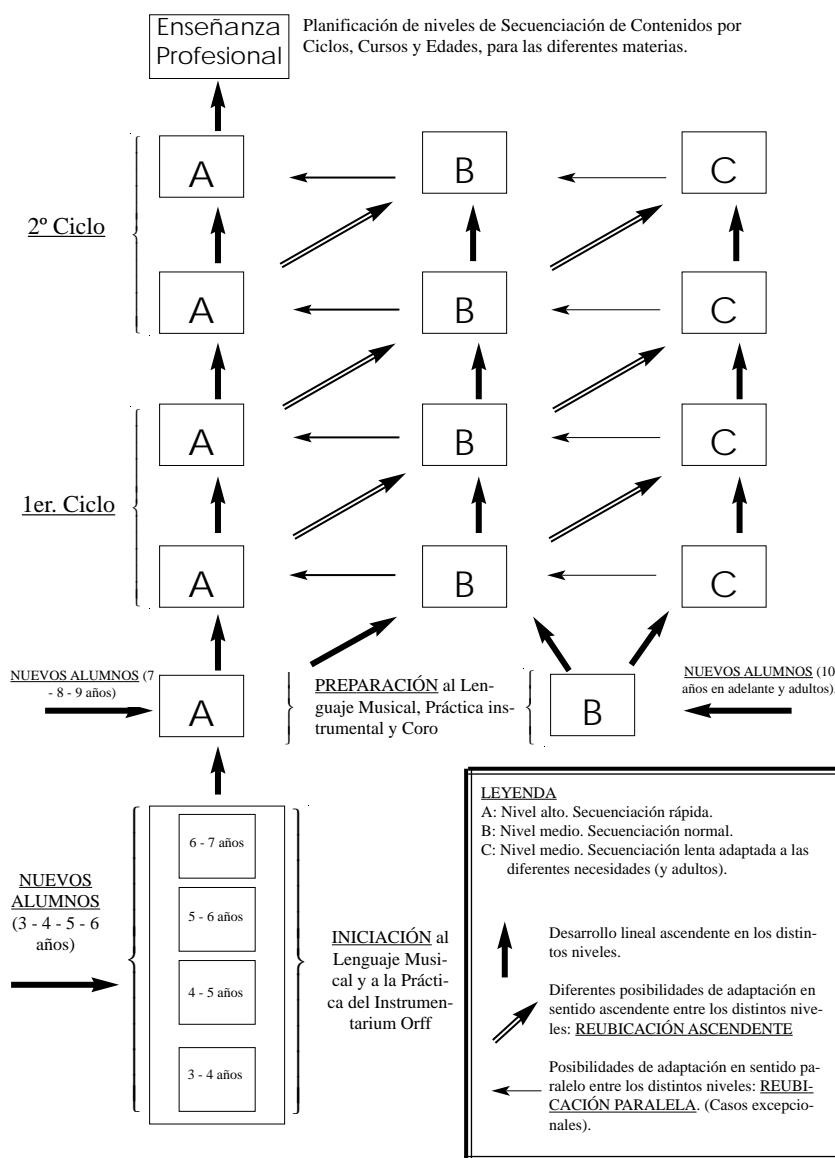 Enseñanza
Profesional
Planificación de niveles de Secuenciación de Contenidos por
Ciclos, Cursos y Edades, para las diferentes materias.
A
B
C
2º Ciclo
A
B
C
A
B
C
1er. Ciclo
A
B
C
NUEVOS ALUMNOS (7
- 8 - 9 años)
A
PREPARACIÓN al Len-
guaje Musical, Práctica ins-
trumental y Coro
B
NUEVOS ALUMNOS (10
años en adelante y adultos).
NUEVOS
ALUMNOS
(3 - 4 - 5 - 6
años)
6 - 7 años
5 - 6 años
4 - 5 años
3 - 4 años
INICIACIÓN al
Lenguaje Musi-
cal y a la Prácti-
ca del Instrumen-
tarium Orff
LEYENDA
A: Nivel alto. Secuenciación rápida.
B: Nivel medio. Secuenciación normal.
C: Nivel medio. Secuenciación lenta adaptada a las
diferentes necesidades (y adultos).
Desarrollo lineal ascendente en los distin-
tos niveles.
Diferentes posibilidades de adaptación en
sentido ascendente entre los distintos nive-
les: REUBICACIÓN ASCENDENTE
Posibilidades de adaptación en sentido pa-
ralelo entre los distintos niveles: REUBI-
CACIÓN PARALELA. (Casos excepcio-
nales).